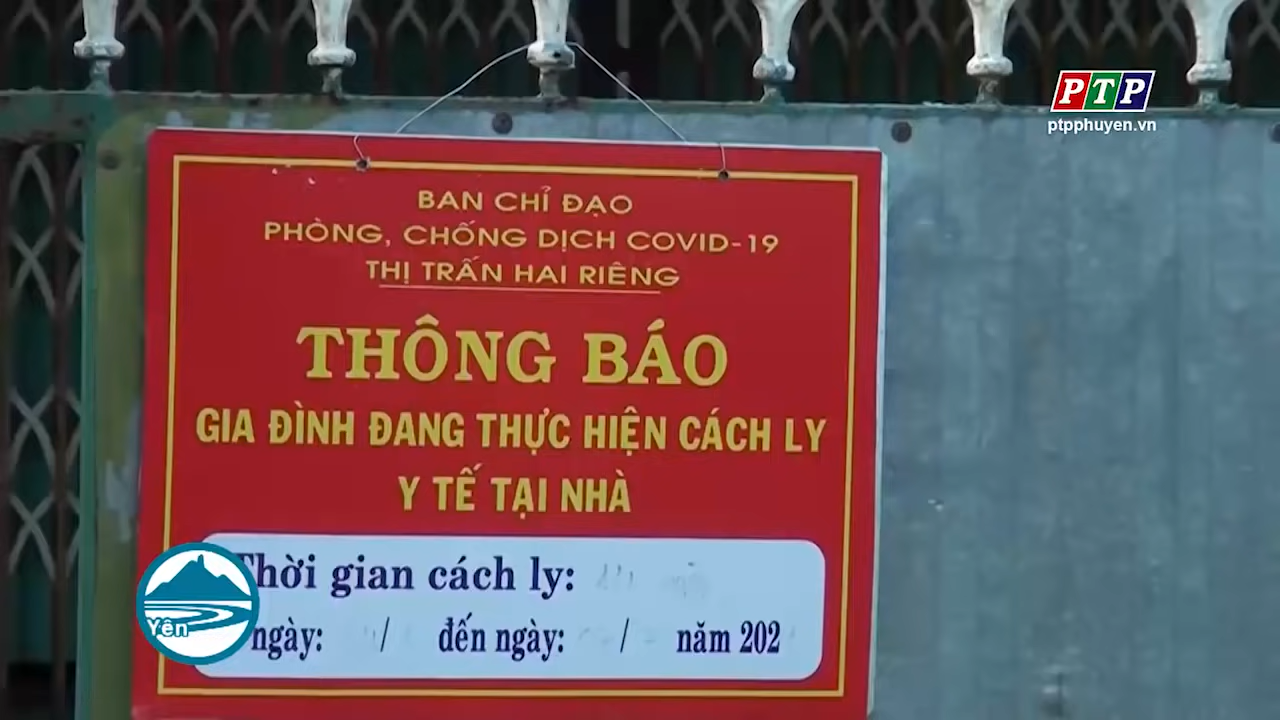 PTP
ptpphuyen.vn
BAN CHỈ ĐẠO
PHÒNG, CHỐNG DỊCH COVID-19
THỊ TRẤN HAI RIÊNG
THÔNG BÁO
GIA ĐÌNH ĐANG THỰC HIỆN CÁCH LY
Y TẾ TẠI NHÀ
Thời gian cách ly:
ngày: / đến ngày: / năm 202
Yên